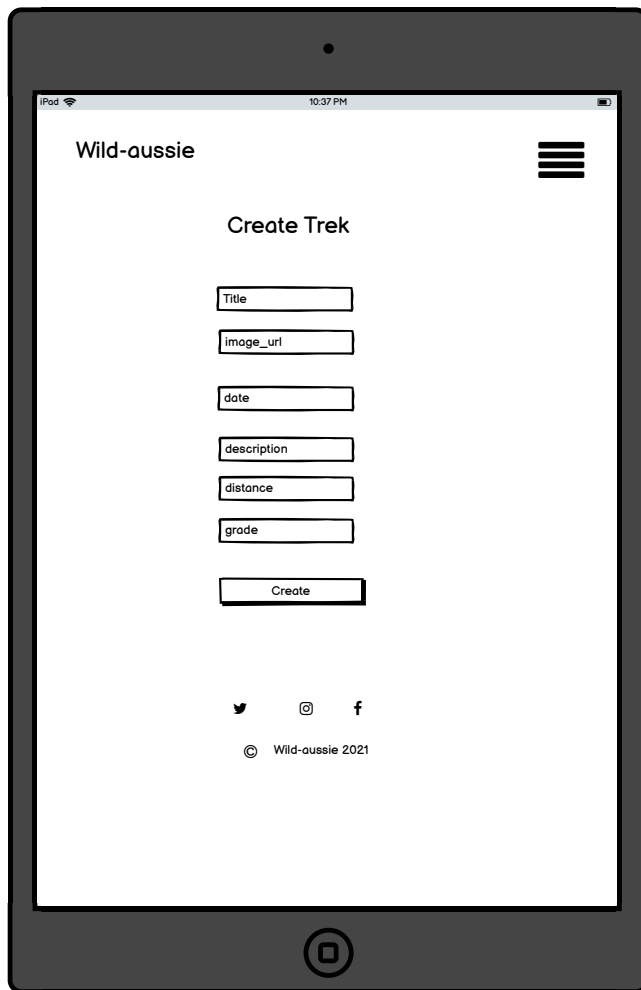 iPad 10:37 PM
Wild-aussie
Create Trek
Title
image_url
date
description
distance
grade
Create
© Wild-aussie 2021